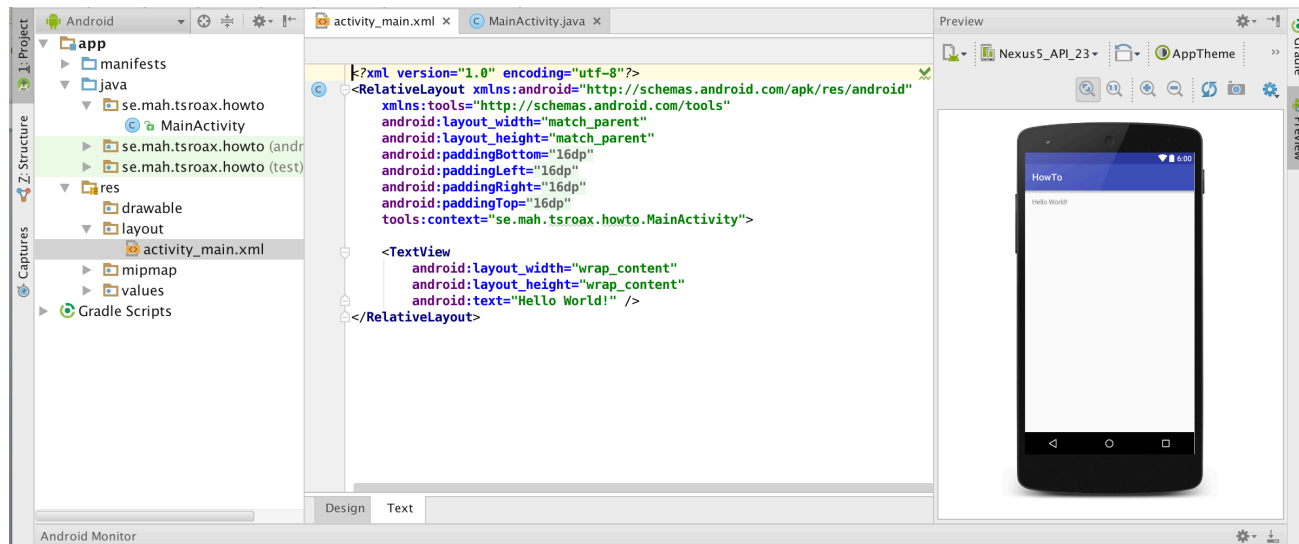 1: Project
Z: Structure
Captures
Android
app
manifests
java
se.mah.tsroax.howto
MainActivity
se.mah.tsroax.howto (andr
se.mah.tsroax.howto (test)
res
drawable
layout
activity_main.xml
mipmap
values
Gradle Scripts
activity_main.xml
MainActivity.java
<?xml version="1.0" encoding="utf-8"?>
<RelativeLayout xmlns:android="http://schemas.android.com/apk/res/android"
xmlns:tools="http://schemas.android.com/tools"
android:layout_width="match_parent"
android:layout_height="match_parent"
android:paddingBottom="16dp"
android:paddingLeft="16dp"
android:paddingRight="16dp"
android:paddingTop="16dp"
tools:context="se.mah.tsroax.howto.MainActivity">
<TextView
android:layout_width="wrap_content"
android:layout_height="wrap_content"
android:text="Hello World!" />
</RelativeLayout>
Design Text
Preview
Nexus5_API_23 AppTheme
1:1
6:00
HowTo
Hello World!
Gradle
Preview
Android Monitor